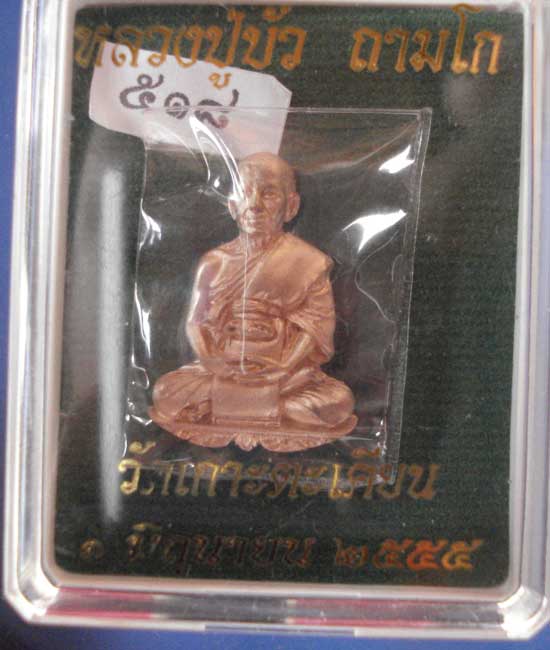 หลวงปู่บัว ถามโก
๕๑๙
วัดเกาะตะเคียน
๑ มิถุนายน ๒๕๕๕